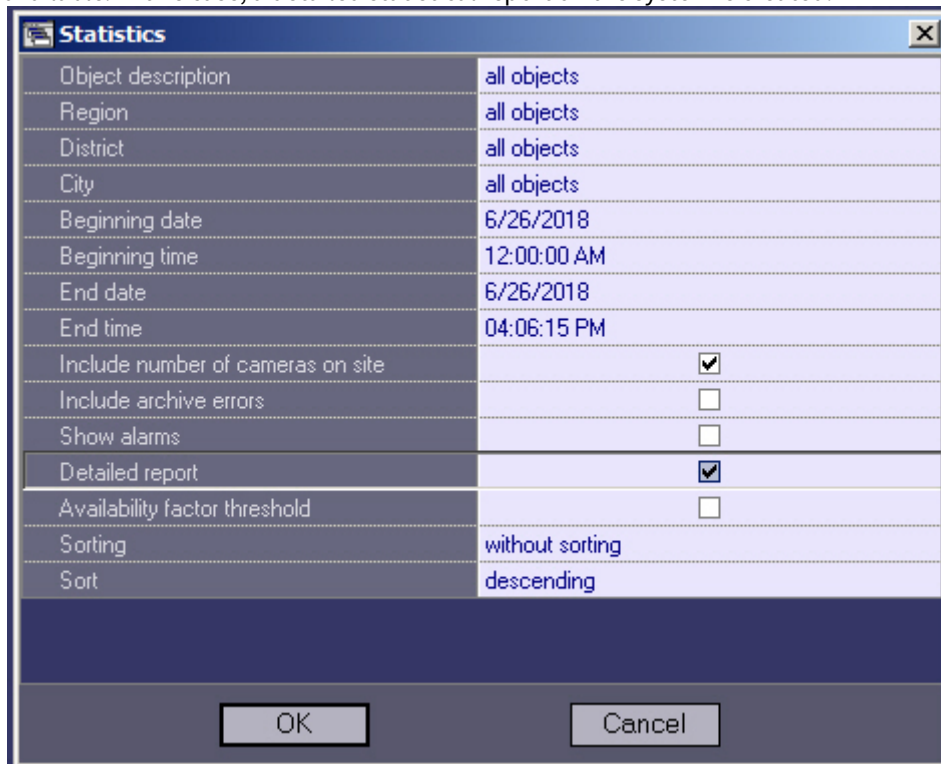 Statistics
Object description all objects
Region all objects
District all objects
City all objects
Beginning date 6/26/2018
Beginning time 12:00:00 AM
End date 6/26/2018
End time 04:06:15 PM
Include number of cameras on site
Include archive errors
Show alarms
Detailed report
Availability factor threshold
Sorting without sorting
Sort descending
OK Cancel